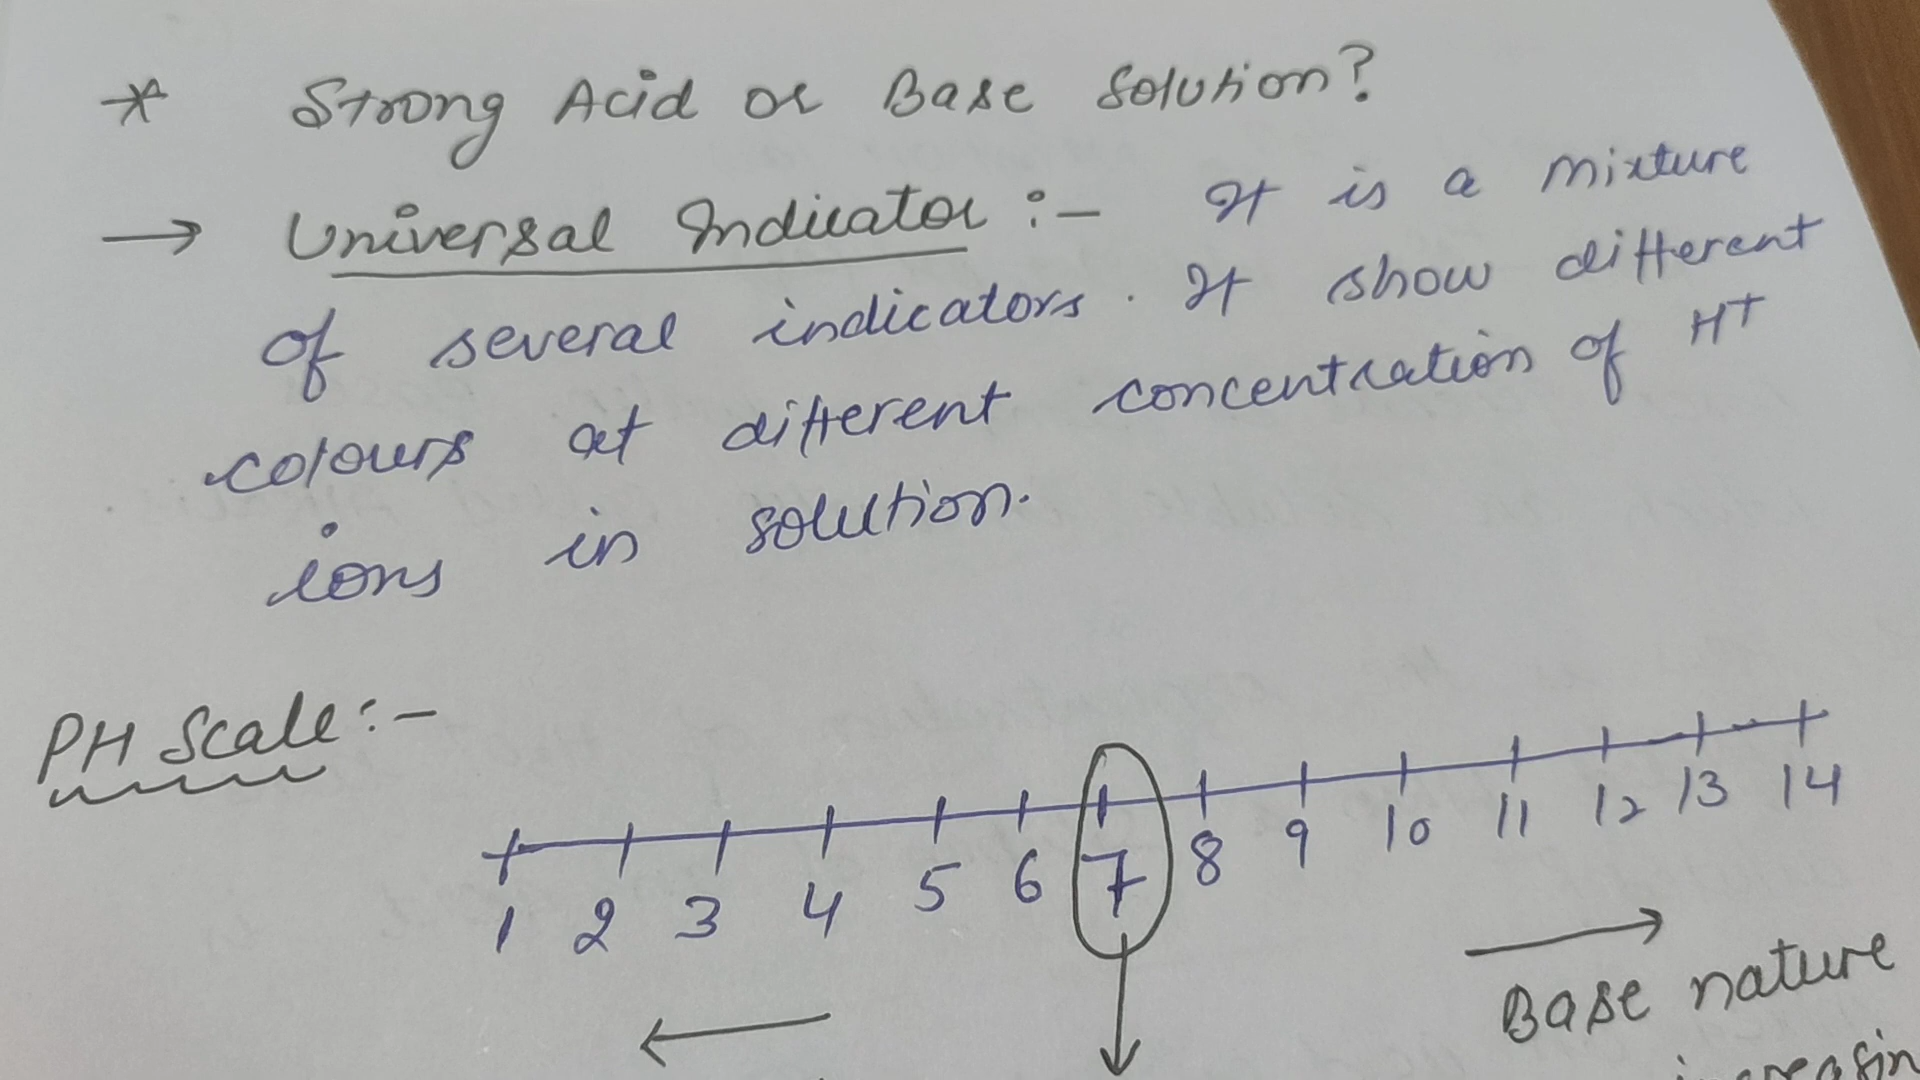 * Strong Acid or Base Solution?
→ Universal Indicator :- It is a mixture
of several indicators. It show different
colours at different concentration of H+
ions in solution.
PH Scale :-
1 2 3 4 5 6 7 8 9 10 11 12 13 14
Base nature